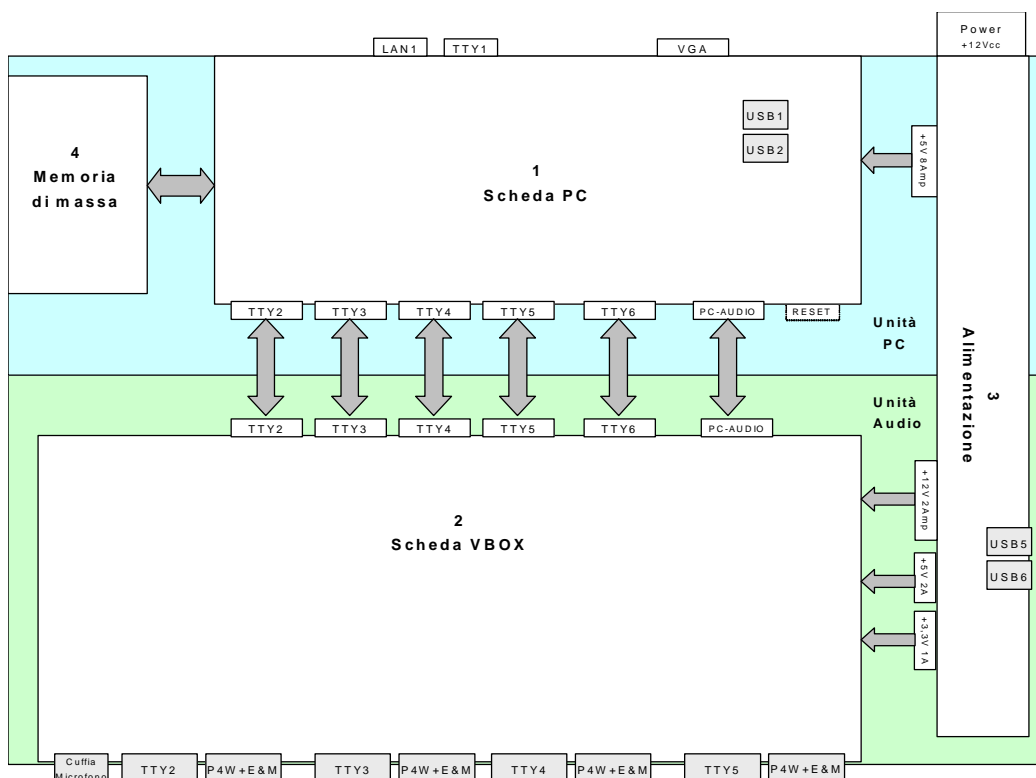 Power
+12Vcc
LAN1
TTY1
VGA
USB1
USB2
+5V 8Amp
4
Memoria
di massa
1
Scheda PC
TTY2
TTY3
TTY4
TTY5
TTY6
PC-AUDIO
RESET
Unità
PC
3
Alimentazione
Unità
Audio
TTY2
TTY3
TTY4
TTY5
TTY6
PC-AUDIO
+12V 2Amp
2
Scheda VBOX
USB5
USB6
+5V 2A
+3,3V 1A
Cuffia
Microfono
TTY2
P4W+E&M
TTY3
P4W+E&M
TTY4
P4W+E&M
TTY5
P4W+E&M